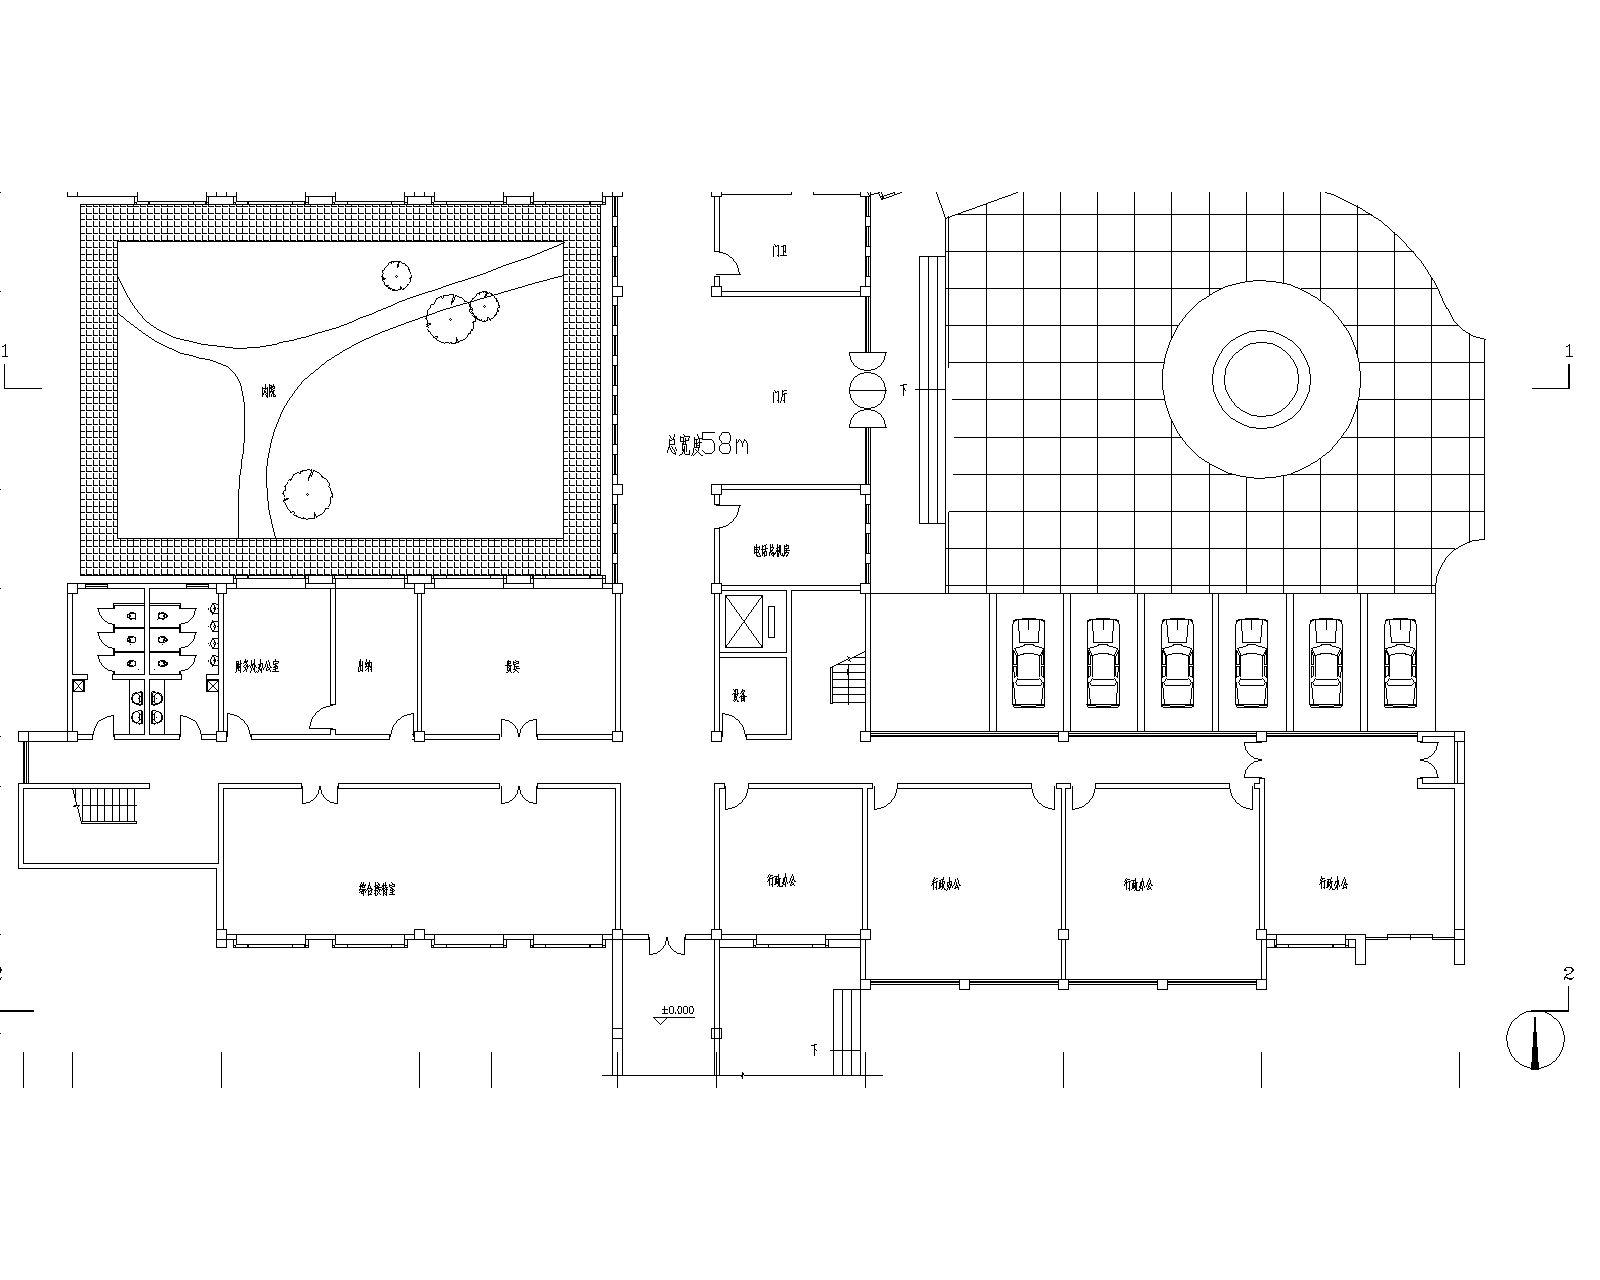 门卫
1
1
内院
门厅
下
总宽度58m
电话总机房
财务处办公室
出纳
贵宾
设备
综合接待室
行政办公
行政办公
行政办公
行政办公
2
2
±0.000
下